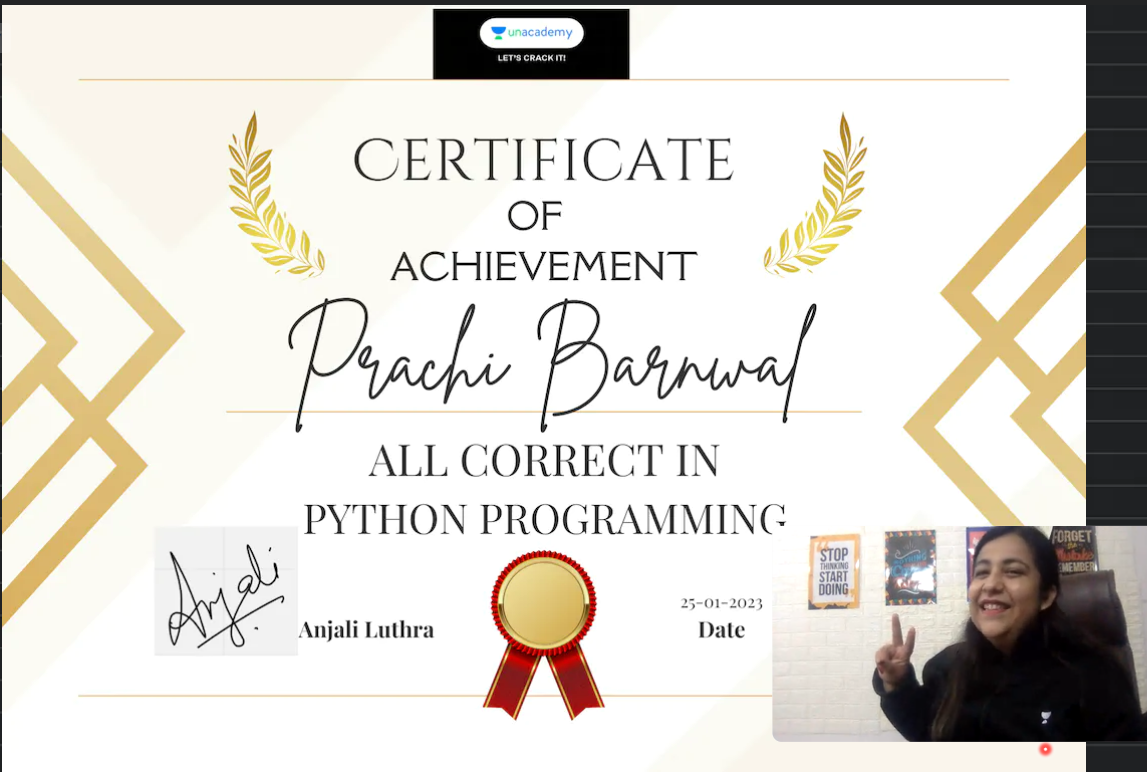 unacademy
LET'S CRACK IT!
CERTIFICATE
OF
ACHIEVEMENT
Prachi Barnwal
ALL CORRECT IN
PYTHON PROGRAMMING
Anjali
Anjali Luthra
25-01-2023
Date
STOP
THINKING
START
DOING
FORGET